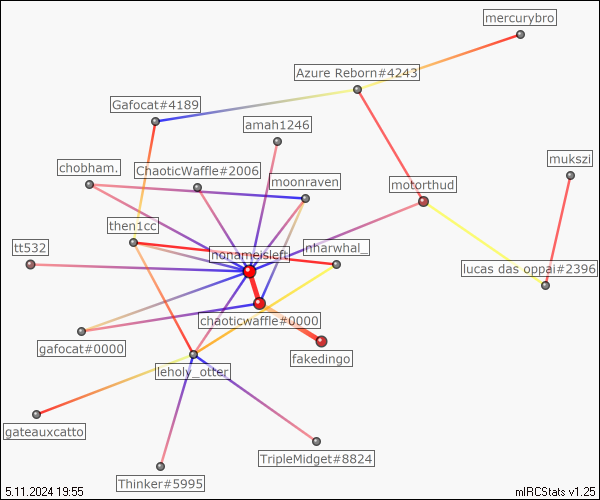 mercurybro
Azure Reborn#4243
Gafocat#4189
amah1246
mukszi
chobham.
ChaoticWaffle#2006
moonraven
motorthud
then1cc
tt532
nonameisleft
nharwhal_
lucas das oppai#2396
chaoticwaffle#0000
gafocat#0000
fakedingo
leholy_otter
gateauxcatto
TripleMidget#8824
Thinker#5995
5.11.2024 19:55
mIRCStats v1.25